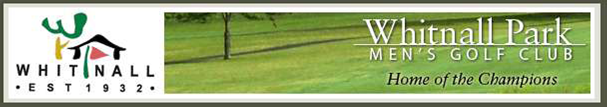 WHITNALL
• EST 1932 •
Whitnall Park
MEN'S GOLF CLUB
Home of the Champions